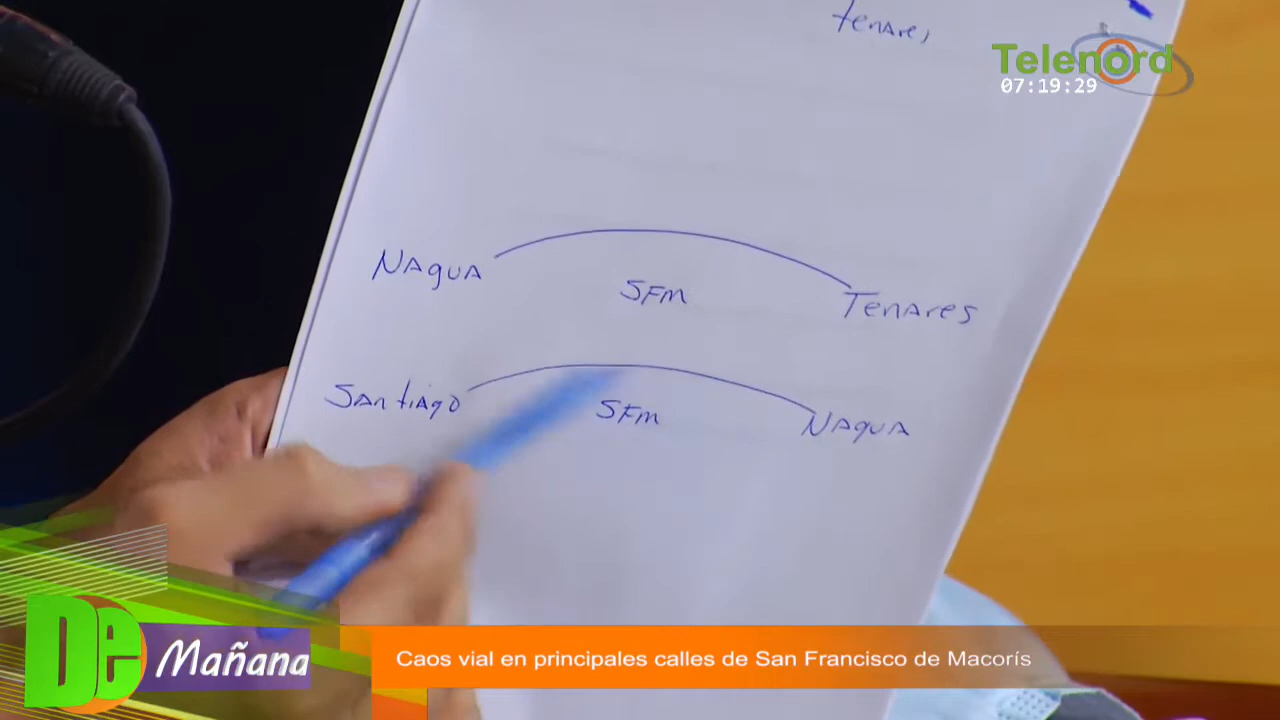 tenares
Telenord
07:19:29
NAgUA
SFM
Tenares
Santiago
SFM
NAgUA
De Mañana
Caos vial en principales calles de San Francisco de Macorís